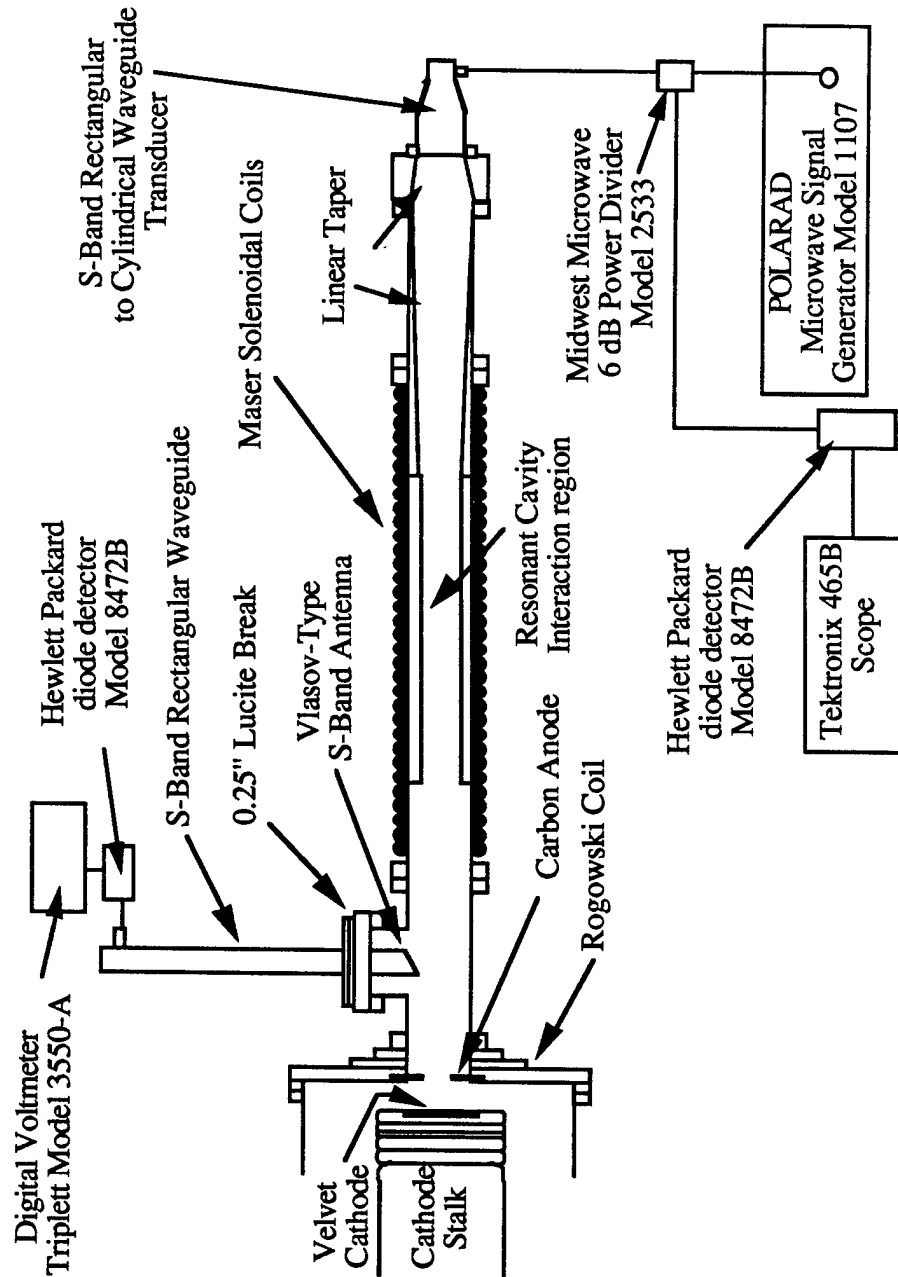 Digital Voltmeter
Triplett Model 3550-A
Hewlett Packard
diode detector
Model 8472B
S-Band Rectangular Waveguide
0.25" Lucite Break
Vlasov-Type
S-Band Antenna
Maser Solenoidal Coils
S-Band Rectangular
to Cylindrical Waveguide
Transducer
Linear Taper
Velvet
Cathode
Cathode
Stalk
Carbon Anode
Rogowski Coil
Resonant Cavity
Interaction region
Midwest Microwave
6 dB Power Divider
Model 2533
Hewlett Packard
diode detector
Model 8472B
Tektronix 465B
Scope
POLARAD
Microwave Signal
Generator Model 1107